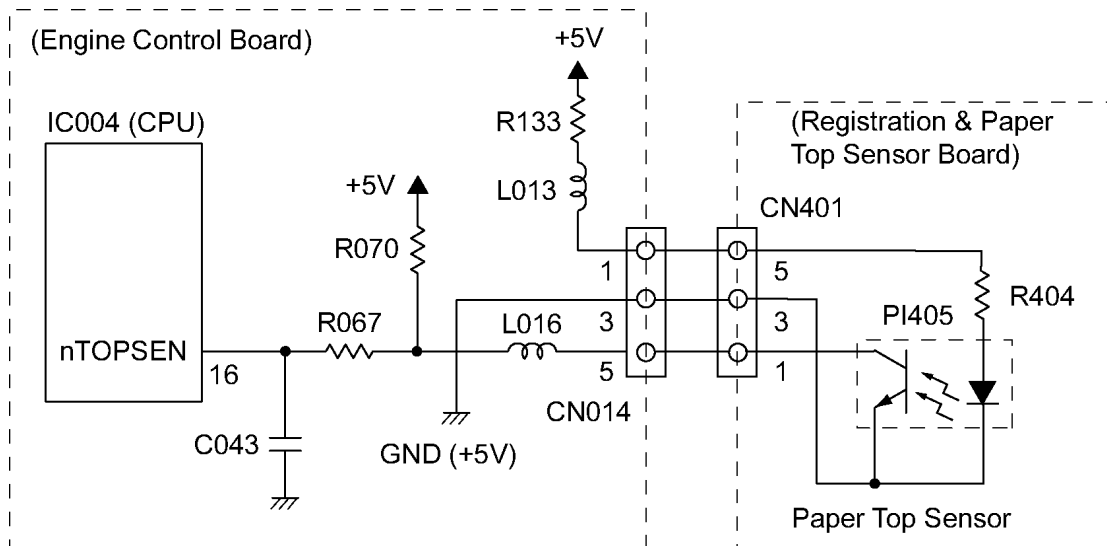 (Engine Control Board)
+5V
R133
L013
IC004 (CPU)
+5V
R070
R067
nTOPSEN
16
C043
GND (+5V)
L016
1
3
5
CN014
(Registration & Paper
Top Sensor Board)
CN401
5
3
1
R404
PI405
Paper Top Sensor